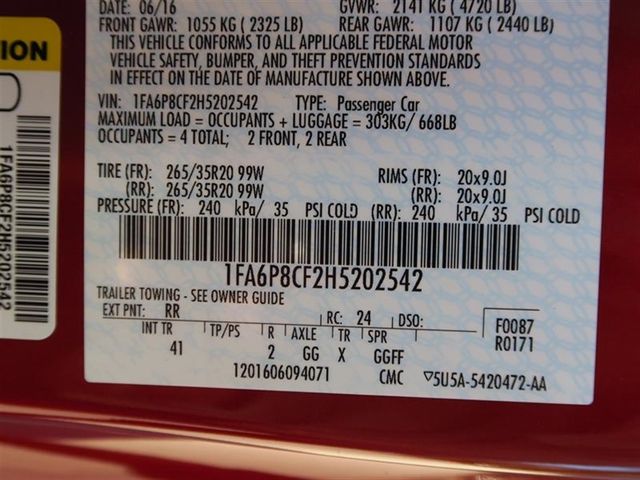 DATE: 06/16 GVWR: 2141 KG ( 4720 LB)
FRONT GAWR: 1055 KG ( 2325 LB) REAR GAWR: 1107 KG ( 2440 LB)
THIS VEHICLE CONFORMS TO ALL APPLICABLE FEDERAL MOTOR
VEHICLE SAFETY, BUMPER, AND THEFT PREVENTION STANDARDS
IN EFFECT ON THE DATE OF MANUFACTURE SHOWN ABOVE.
VIN: 1FA6P8CF2H5202542 TYPE: Passenger Car
MAXIMUM LOAD = OCCUPANTS + LUGGAGE = 303KG/ 668LB
OCCUPANTS = 4 TOTAL; 2 FRONT, 2 REAR
TIRE (FR): 265/35R20 99W RIMS (FR): 20x9.0J
(RR): 265/35R20 99W (RR): 20x9.0J
PRESSURE (FR): 240 kPa/ 35 PSI COLD (RR): 240 kPa/ 35 PSI COLD
1FA6P8CF2H5202542
TRAILER TOWING - SEE OWNER GUIDE
EXT PNT: RR RC: 24 DSO: F0087
R0171
INT TR TP/PS R AXLE TR SPR
41 2 GG X GGFF
1201606094071 CMC ▽5U5A-5420472-AA
TION
1FA6P8CF2H5202542